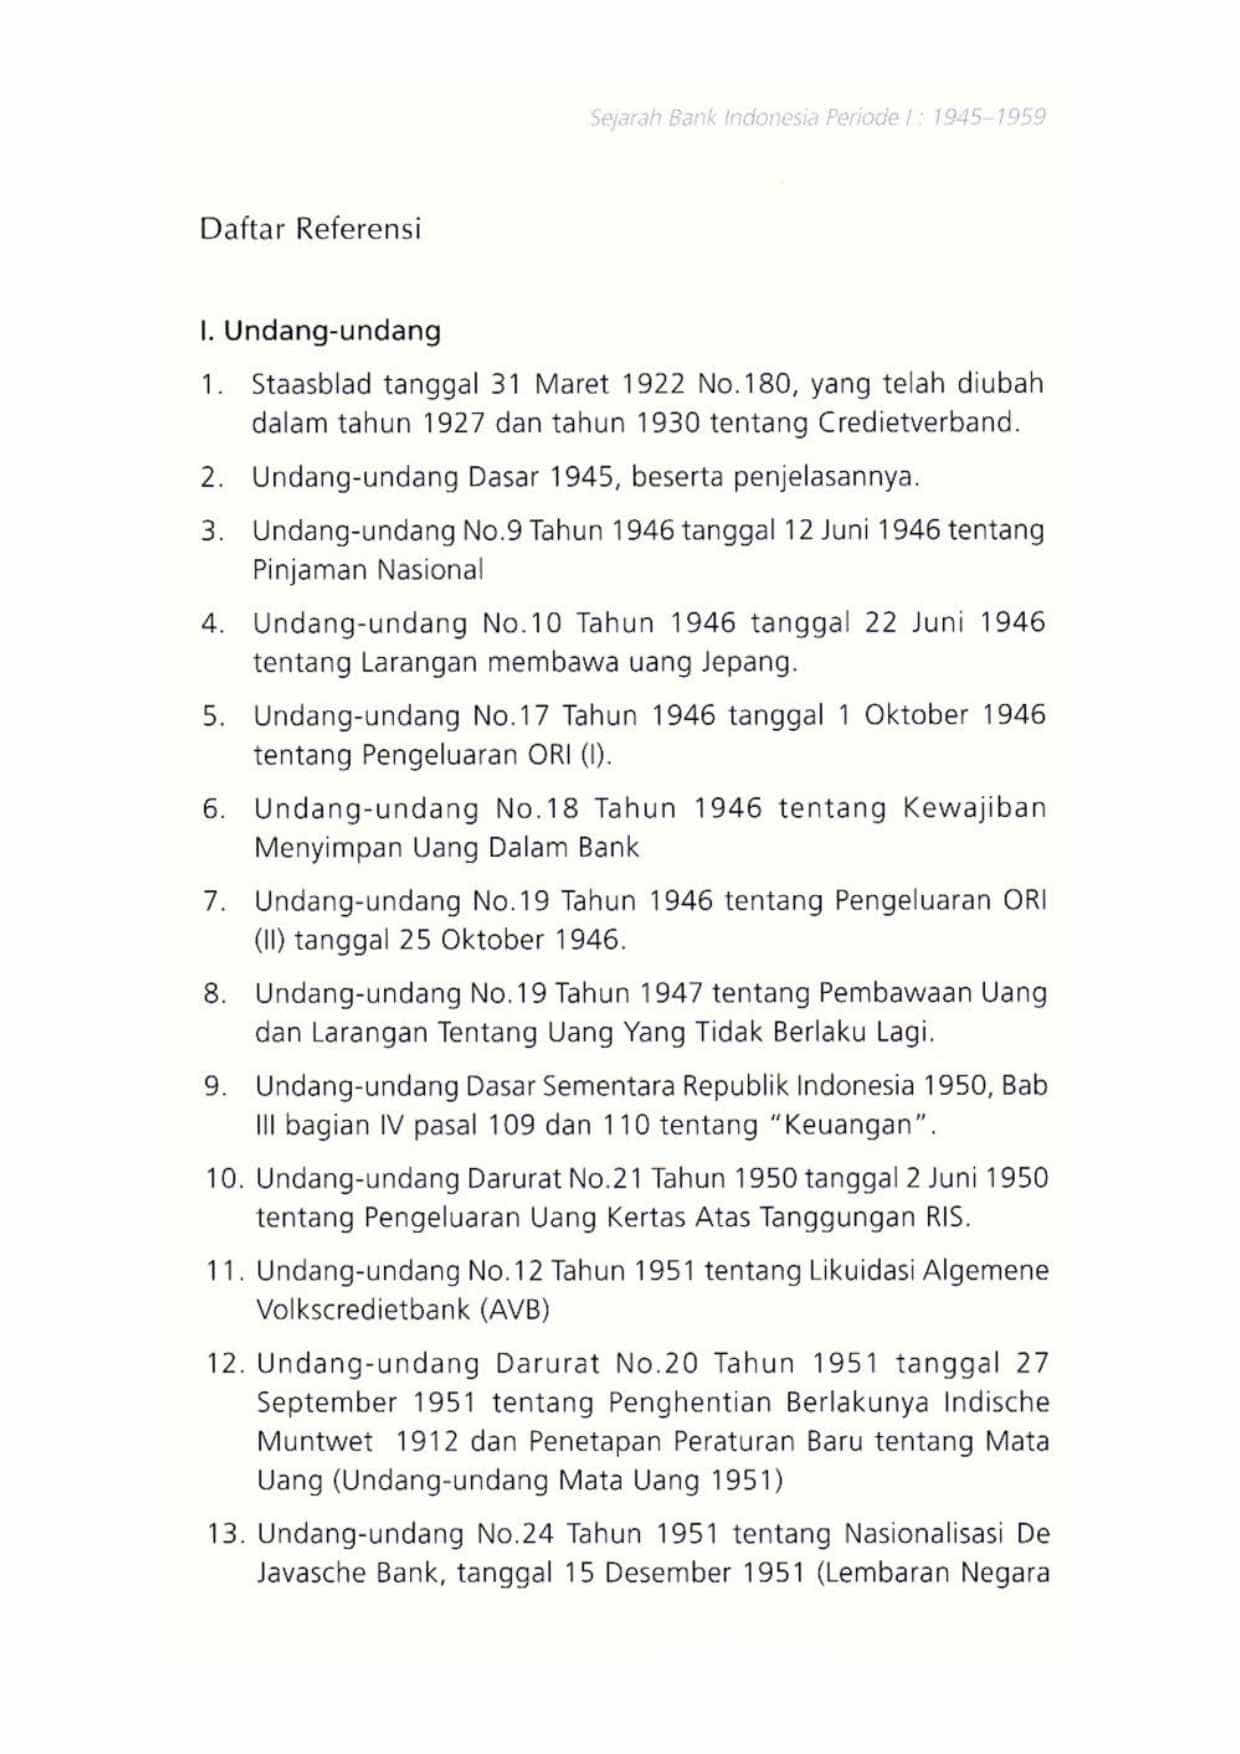 Sejarah Bank Indonesia Periode I : 1945–1959
Daftar Referensi
I. Undang-undang
1. Staasblad tanggal 31 Maret 1922 No.180, yang telah diubah
dalam tahun 1927 dan tahun 1930 tentang Credietverband.
2. Undang-undang Dasar 1945, beserta penjelasannya.
3. Undang-undang No.9 Tahun 1946 tanggal 12 Juni 1946 tentang
Pinjaman Nasional
4. Undang-undang No.10 Tahun 1946 tanggal 22 Juni 1946
tentang Larangan membawa uang Jepang.
5. Undang-undang No.17 Tahun 1946 tanggal 1 Oktober 1946
tentang Pengeluaran ORI (I).
6. Undang-undang No.18 Tahun 1946 tentang Kewajiban
Menyimpan Uang Dalam Bank
7. Undang-undang No.19 Tahun 1946 tentang Pengeluaran ORI
(II) tanggal 25 Oktober 1946.
8. Undang-undang No.19 Tahun 1947 tentang Pembawaan Uang
dan Larangan Tentang Uang Yang Tidak Berlaku Lagi.
9. Undang-undang Dasar Sementara Republik Indonesia 1950, Bab
III bagian IV pasal 109 dan 110 tentang “Keuangan”.
10. Undang-undang Darurat No.21 Tahun 1950 tanggal 2 Juni 1950
tentang Pengeluaran Uang Kertas Atas Tanggungan RIS.
11. Undang-undang No.12 Tahun 1951 tentang Likuidasi Algemene
Volkscredietbank (AVB)
12. Undang-undang Darurat No.20 Tahun 1951 tanggal 27
September 1951 tentang Penghentian Berlakunya Indische
Muntwet 1912 dan Penetapan Peraturan Baru tentang Mata
Uang (Undang-undang Mata Uang 1951)
13. Undang-undang No.24 Tahun 1951 tentang Nasionalisasi De
Javasche Bank, tanggal 15 Desember 1951 (Lembaran Negara